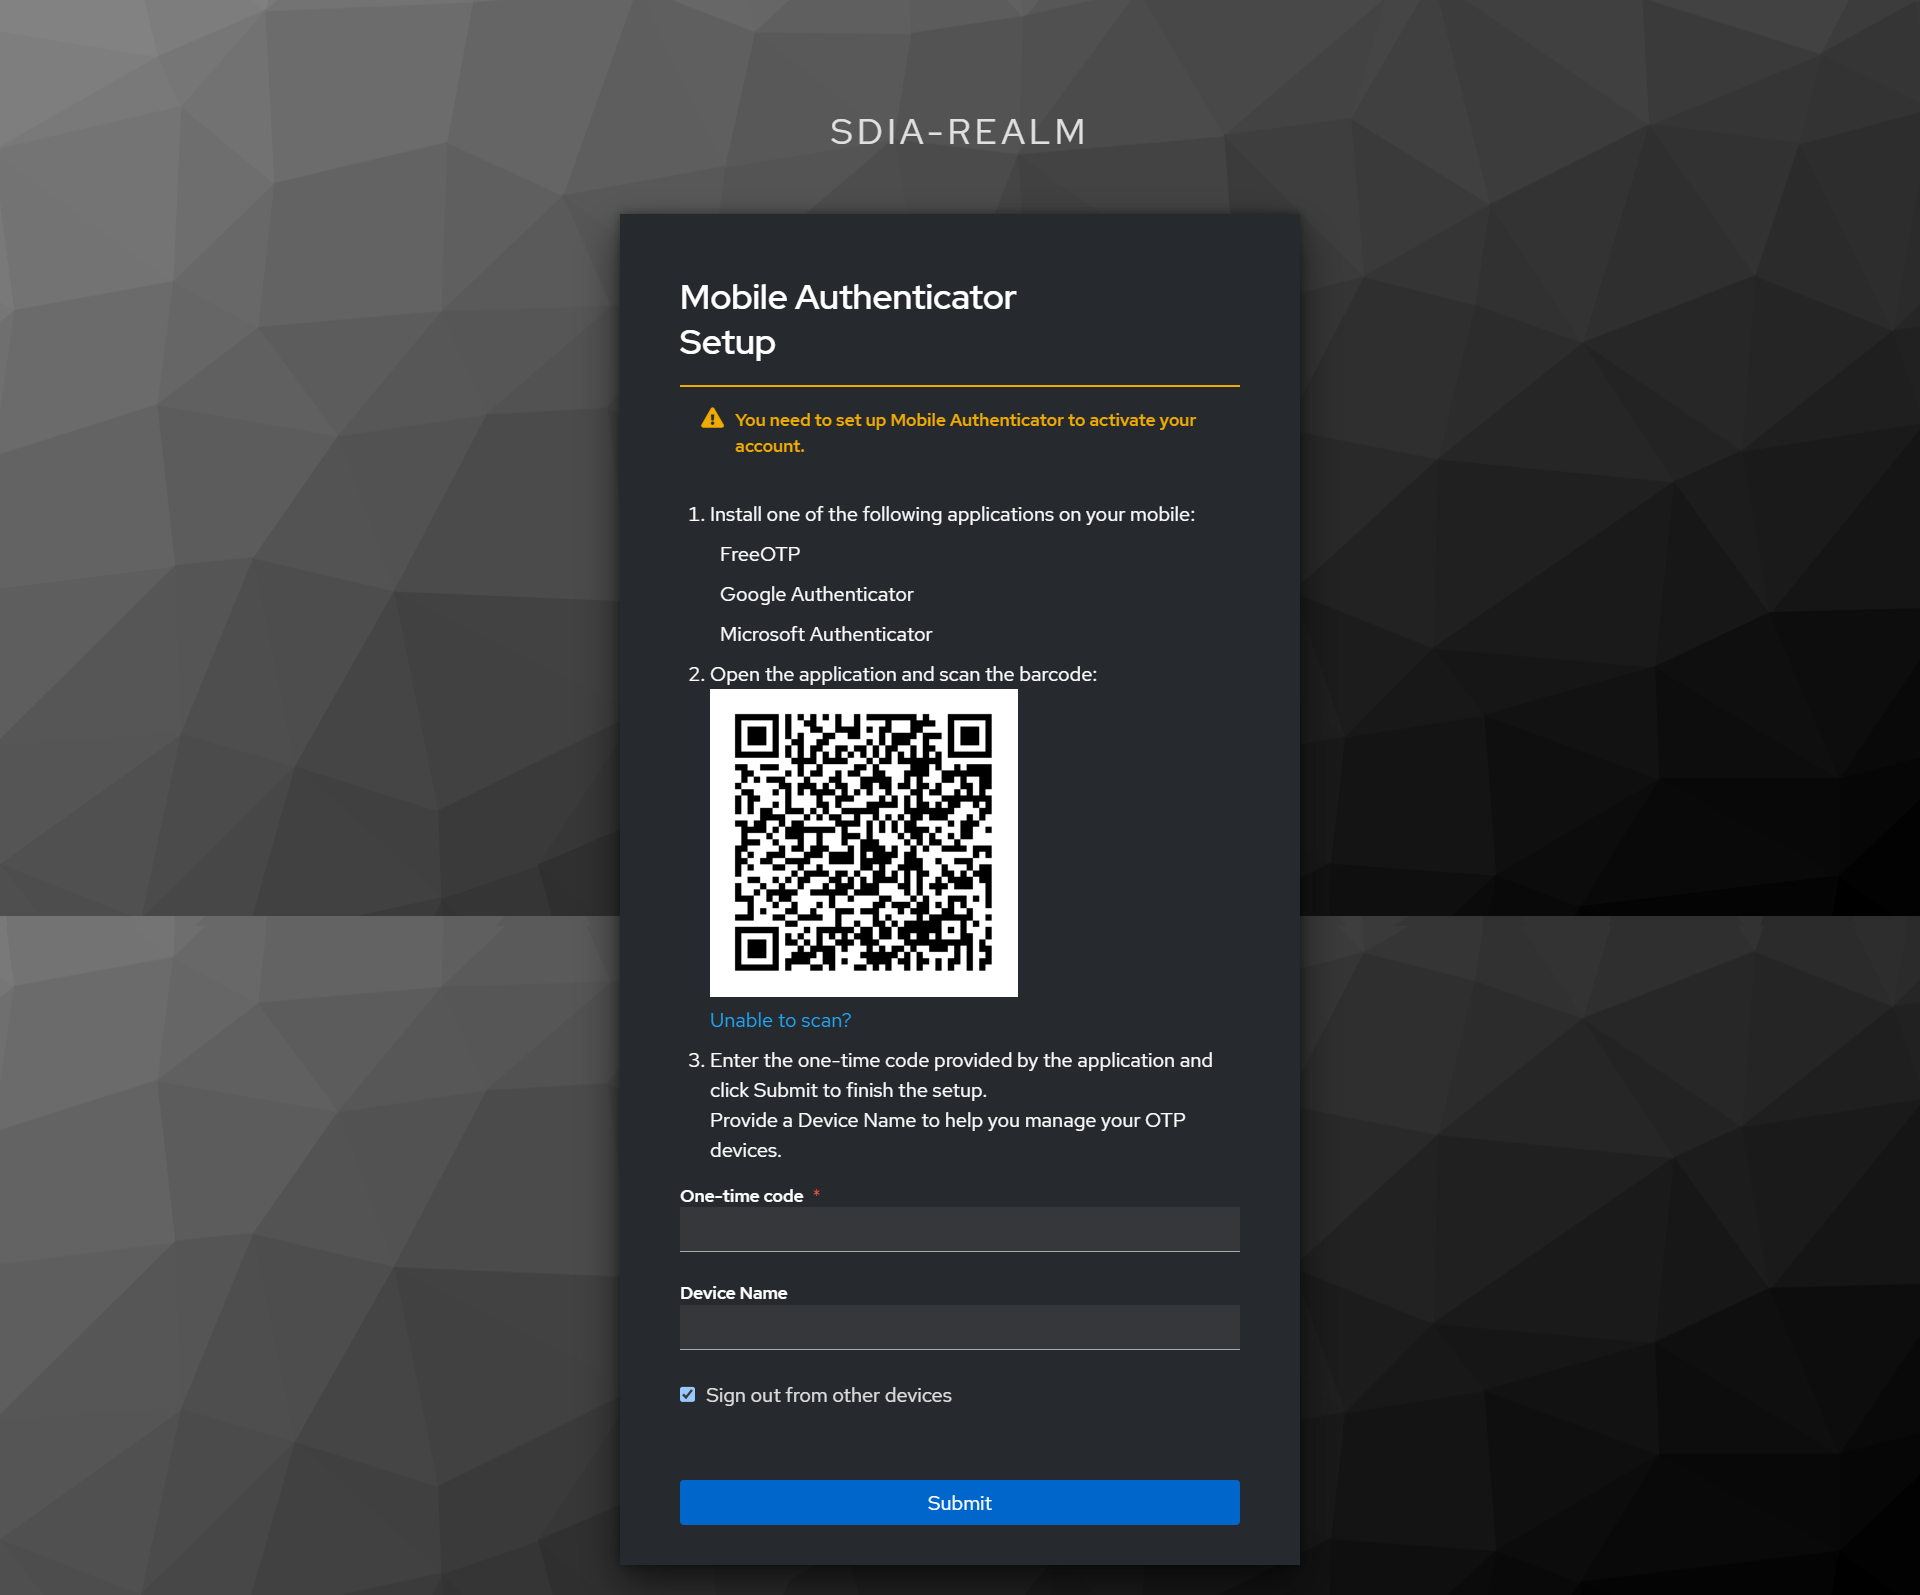 SDIA-REALM
Mobile Authenticator
Setup
You need to set up Mobile Authenticator to activate your
account.
1. Install one of the following applications on your mobile:
FreeOTP
Google Authenticator
Microsoft Authenticator
2. Open the application and scan the barcode:
Unable to scan?
3. Enter the one-time code provided by the application and
click Submit to finish the setup.
Provide a Device Name to help you manage your OTP
devices.
One-time code *
Device Name
Sign out from other devices
Submit